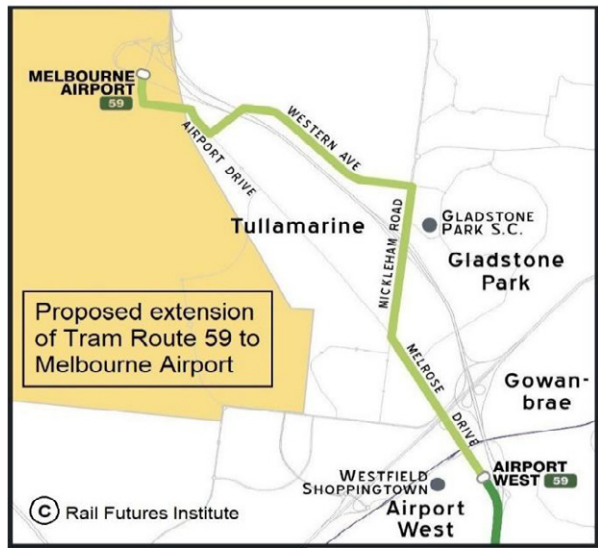 MELBOURNE
AIRPORT
59
WESTERN AVE
AIRPORT DRIVE
Tullamarine
NICKLEHAM ROAD
GLADSTONE
PARK S.C.
Gladstone
Park
Proposed extension
of Tram Route 59 to
Melbourne Airport
MELROSE DRIVE
Gowan-
brae
WESTFIELD
SHOPPINGTOWN
AIRPORT
WEST 59
Airport
West
© Rail Futures Institute